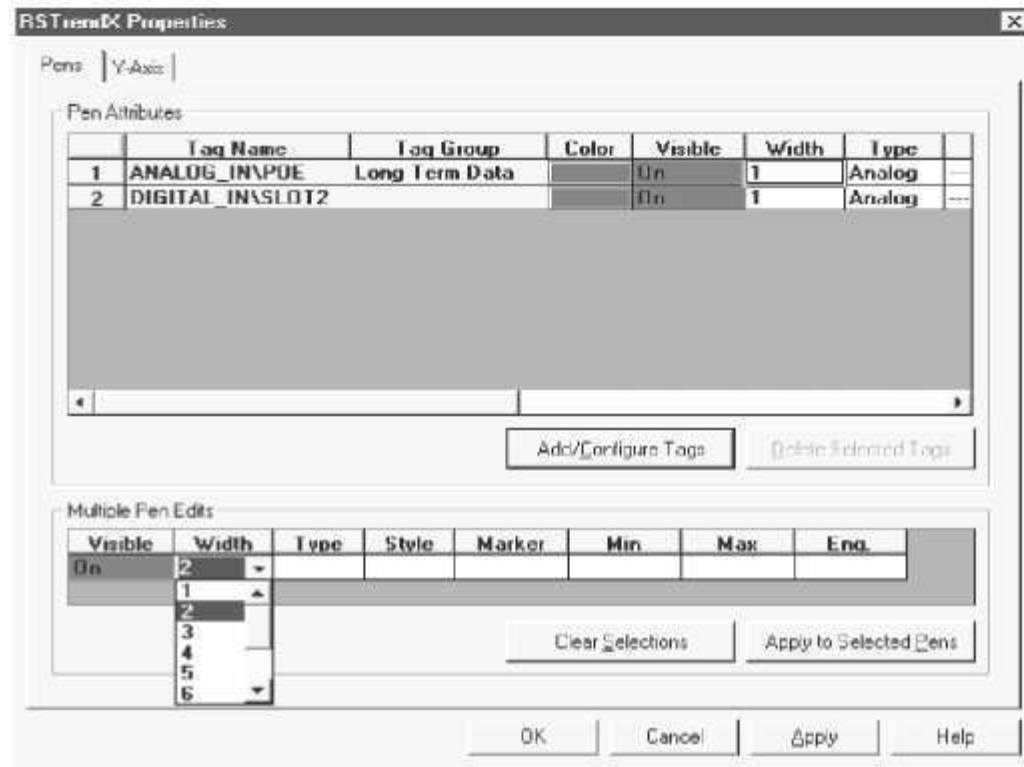 RSTrendX Properties
Pens Y-Axis
Pen Attributes
Tag Name Tag Group Color Visible Width Type
1 ANALOG_IN\PDE Long Term Data On 1 Analog
2 DIGITAL_IN\SLOT2 On 1 Analog
Add/Configure Tags Delete Selected Tags
Multiple Pen Edits
Visible Width Type Style Marker Min Max Eng.
On 2
1
2
3
4
5
6
Clear Selections Apply to Selected Pens
OK Cancel Apply Help